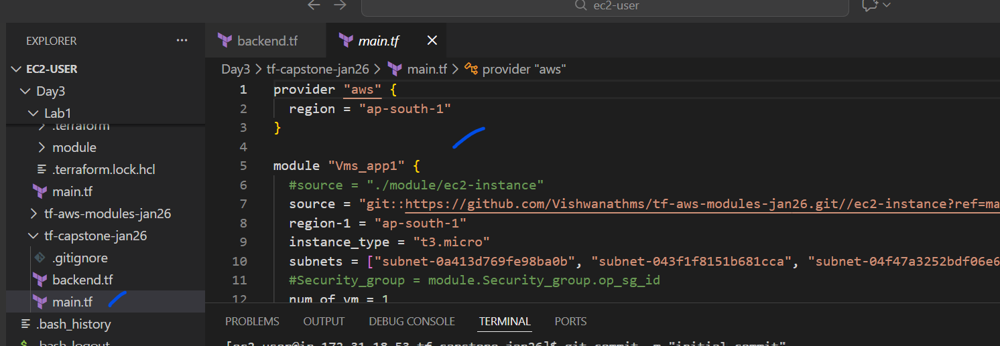 ec2-user
EXPLORER
···
backend.tf
main.tf
EC2-USER
Day3 > tf-capstone-jan26 > main.tf > provider "aws"
Day3
Lab1
.terraform
module
.terraform.lock.hcl
main.tf
tf-aws-modules-jan26
tf-capstone-jan26
.gitignore
backend.tf
main.tf
.bash_history
.bash_logout
1 provider "aws" {
2 region = "ap-south-1"
3 }
4
5 module "Vms_app1" {
6 #source = "./module/ec2-instance"
7 source = "git::https://github.com/Vishwanathms/tf-aws-modules-jan26.git//ec2-instance?ref=ma
8 region-1 = "ap-south-1"
9 instance_type = "t3.micro"
10 subnets = ["subnet-0a413d769fe98ba0b", "subnet-043f1f8151b681cca", "subnet-04f47a3252bdf06e6
11 #Security_group = module.Security_group.op_sg_id
12 num_of_vm = 1
PROBLEMS OUTPUT DEBUG CONSOLE TERMINAL PORTS
[ec2-user@ip-172-31-18-53 tf-capstone-jan26]$ git commit -m "initial commit"